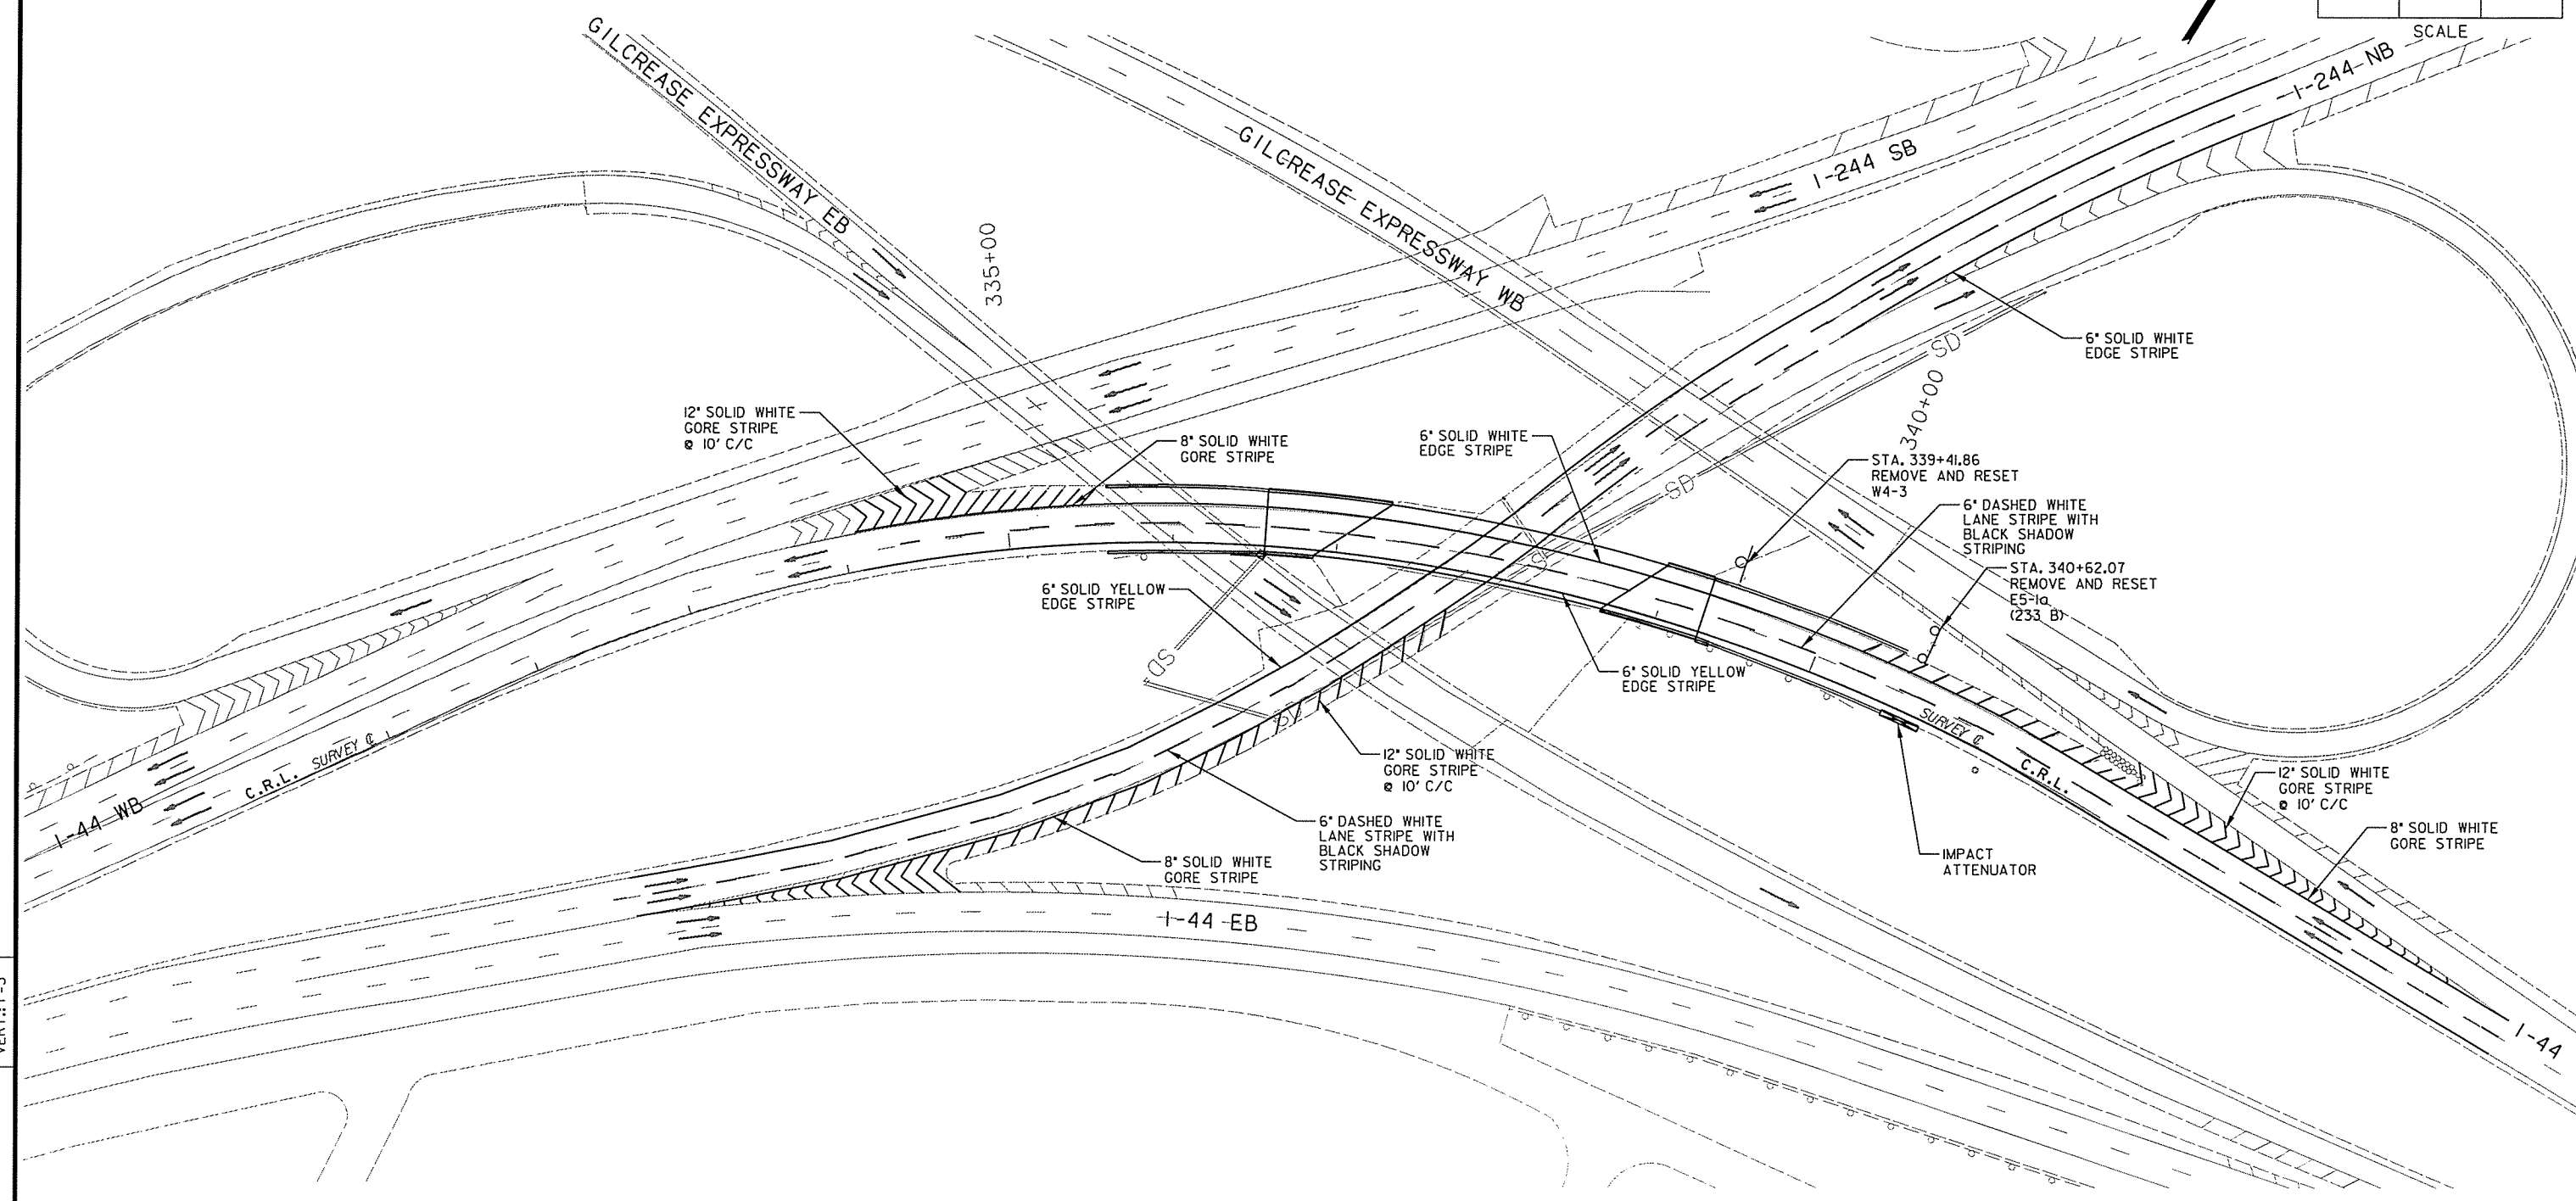 SCALE
GILCREASE EXPRESSWAY EB
GILCREASE EXPRESSWAY WB
I-244 SB
I-244 NB
335+00
340+00
SD
6" SOLID WHITE
EDGE STRIPE
12" SOLID WHITE
GORE STRIPE
@ 10' C/C
8" SOLID WHITE
GORE STRIPE
6" SOLID WHITE
EDGE STRIPE
SD
STA. 339+41.86
REMOVE AND RESET
W4-3
6" DASHED WHITE
LANE STRIPE WITH
BLACK SHADOW
STRIPING
STA. 340+62.07
REMOVE AND RESET
E5-1a
(233 B)
6" SOLID YELLOW
EDGE STRIPE
SD
6" SOLID YELLOW
EDGE STRIPE
SURVEY ℄
C.R.L.
I-44 WB
C.R.L.
SURVEY ℄
12" SOLID WHITE
GORE STRIPE
@ 10' C/C
12" SOLID WHITE
GORE STRIPE
@ 10' C/C
6" DASHED WHITE
LANE STRIPE WITH
BLACK SHADOW
STRIPING
8" SOLID WHITE
GORE STRIPE
IMPACT
ATTENUATOR
8" SOLID WHITE
GORE STRIPE
I-44 EB
I-44